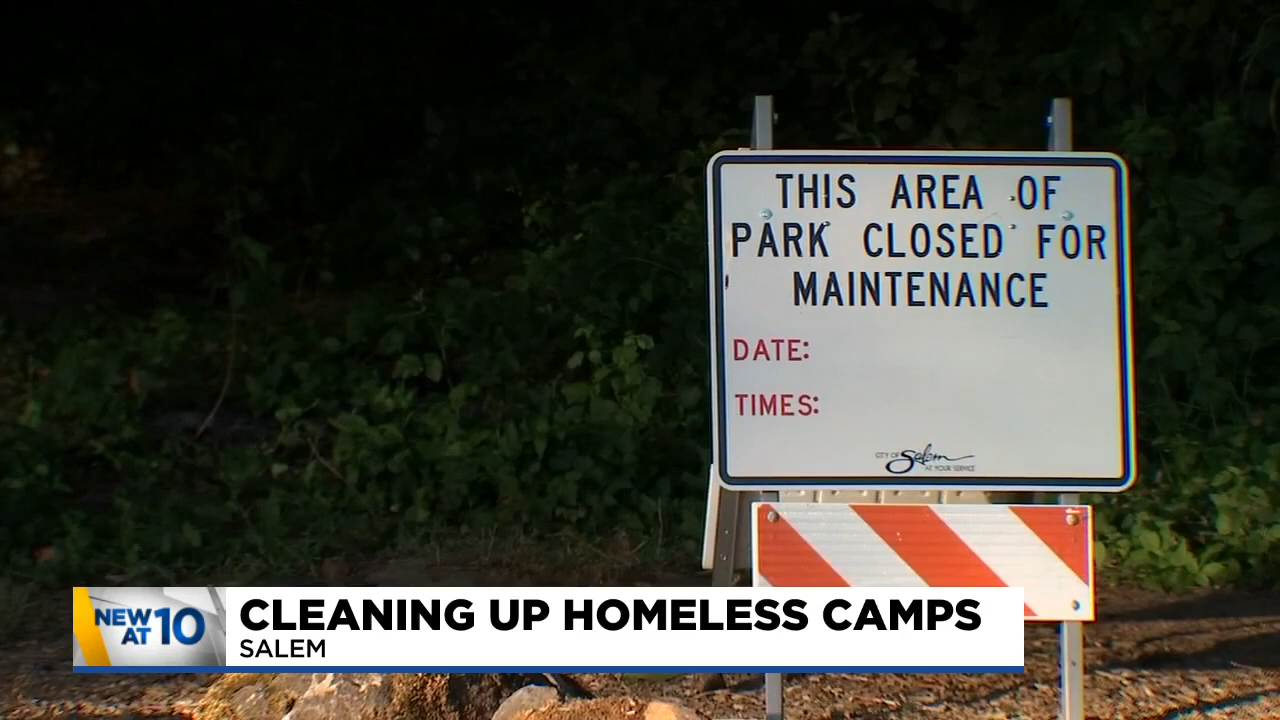 THIS AREA OF
PARK CLOSED FOR
MAINTENANCE
DATE:
TIMES:
CITY OF Salem
AT YOUR SERVICE
NEW AT 10
CLEANING UP HOMELESS CAMPS
SALEM